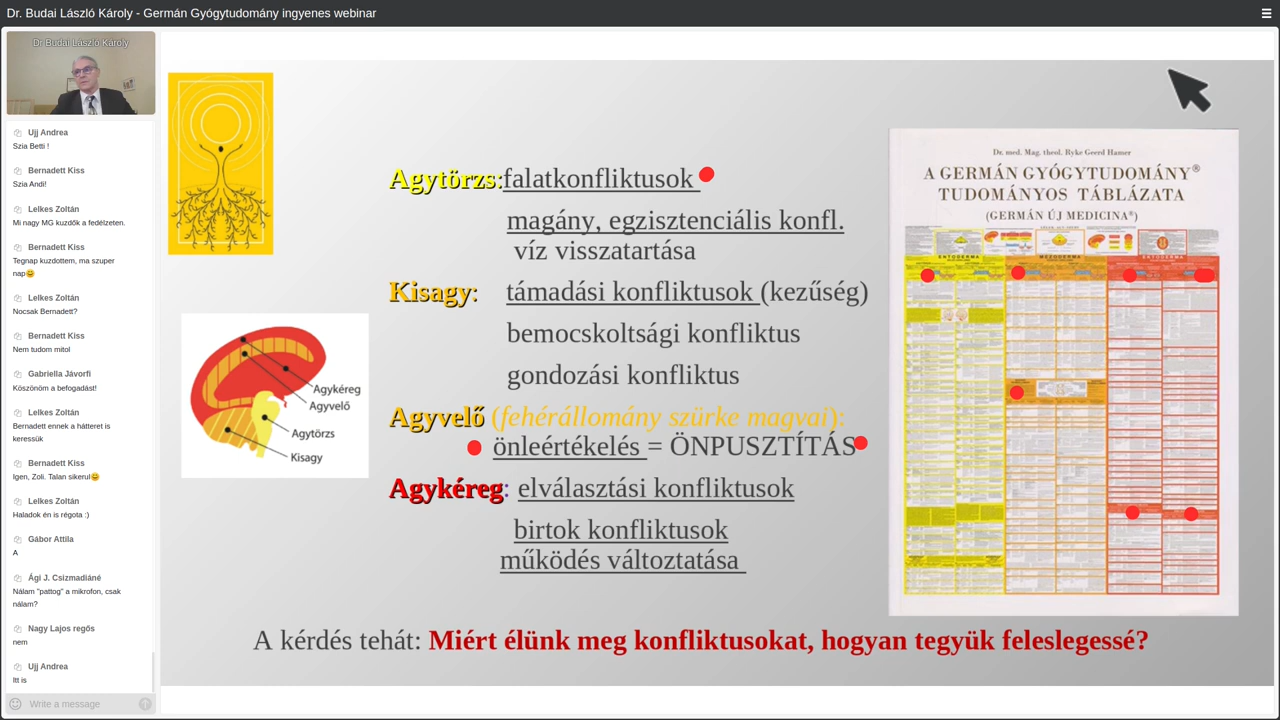 Dr. Budai László Károly - Germán Gyógytudomány ingyenes webinar
Dr Budai László Károly
Ujj Andrea
Szia Betti !
Bernadett Kiss
Szia Andi!
Lelkes Zoltán
Mi nagy MG kuzdők a fedélzeten.
Bernadett Kiss
Tegnap kuzdottem, ma szuper
nap😊
Lelkes Zoltán
Nocsak Bernadett?
Bernadett Kiss
Nem tudom mitol
Gabriella Jávorfi
Köszönöm a befogadást!
Lelkes Zoltán
Bernadett ennek a hátteret is
keressük
Bernadett Kiss
Igen, Zoli. Talan sikerul😊
Lelkes Zoltán
Haladok én is régota :)
Gábor Attila
A
Ági J. Csizmadiáné
Nálam "pattog" a mikrofon, csak
nálam?
Nagy Lajos regős
nem
Ujj Andrea
Itt is
Write a message
Agytörzs:falatkonfliktusok
magány, egzisztenciális konfl.
víz visszatartása
Kisagy: támadási konfliktusok (kezűség)
bemocskoltsági konfliktus
gondozási konfliktus
Agyvelő (fehérállomány szürke magvai):
önleértékelés = ÖNPUSZTÍTÁS
Agykéreg: elválasztási konfliktusok
birtok konfliktusok
működés változtatása
A kérdés tehát: Miért élünk meg konfliktusokat, hogyan tegyük feleslegessé?
Agykéreg
Agyvelő
Agytörzs
Kisagy
Dr. med. Mag. theol. Ryke Geerd Hamer
A GERMÁN GYÓGYTUDOMÁNY®
TUDOMÁNYOS TÁBLÁZATA
(GERMÁN ÚJ MEDICINA®)